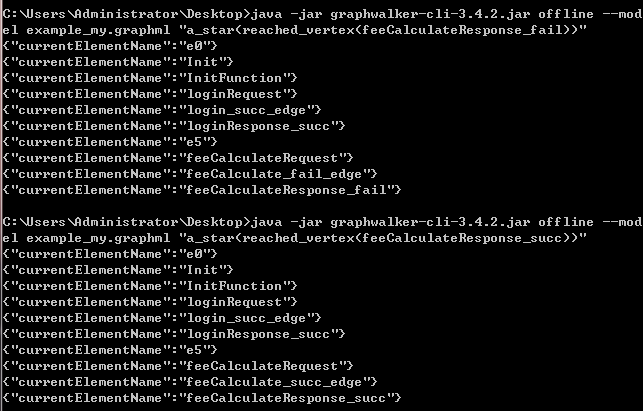 C:\Users\Administrator\Desktop>java -jar graphwalker-cli-3.4.2.jar offline --mod
el example_my.graphml "a_star(reached_vertex(feeCalculateResponse_fail))"
{"currentElementName":"e0"}
{"currentElementName":"Init"}
{"currentElementName":"InitFunction"}
{"currentElementName":"loginRequest"}
{"currentElementName":"login_succ_edge"}
{"currentElementName":"loginResponse_succ"}
{"currentElementName":"e5"}
{"currentElementName":"feeCalculateRequest"}
{"currentElementName":"feeCalculate_fail_edge"}
{"currentElementName":"feeCalculateResponse_fail"}
C:\Users\Administrator\Desktop>java -jar graphwalker-cli-3.4.2.jar offline --mod
el example_my.graphml "a_star(reached_vertex(feeCalculateResponse_succ))"
{"currentElementName":"e0"}
{"currentElementName":"Init"}
{"currentElementName":"InitFunction"}
{"currentElementName":"loginRequest"}
{"currentElementName":"login_succ_edge"}
{"currentElementName":"loginResponse_succ"}
{"currentElementName":"e5"}
{"currentElementName":"feeCalculateRequest"}
{"currentElementName":"feeCalculate_succ_edge"}
{"currentElementName":"feeCalculateResponse_succ"}